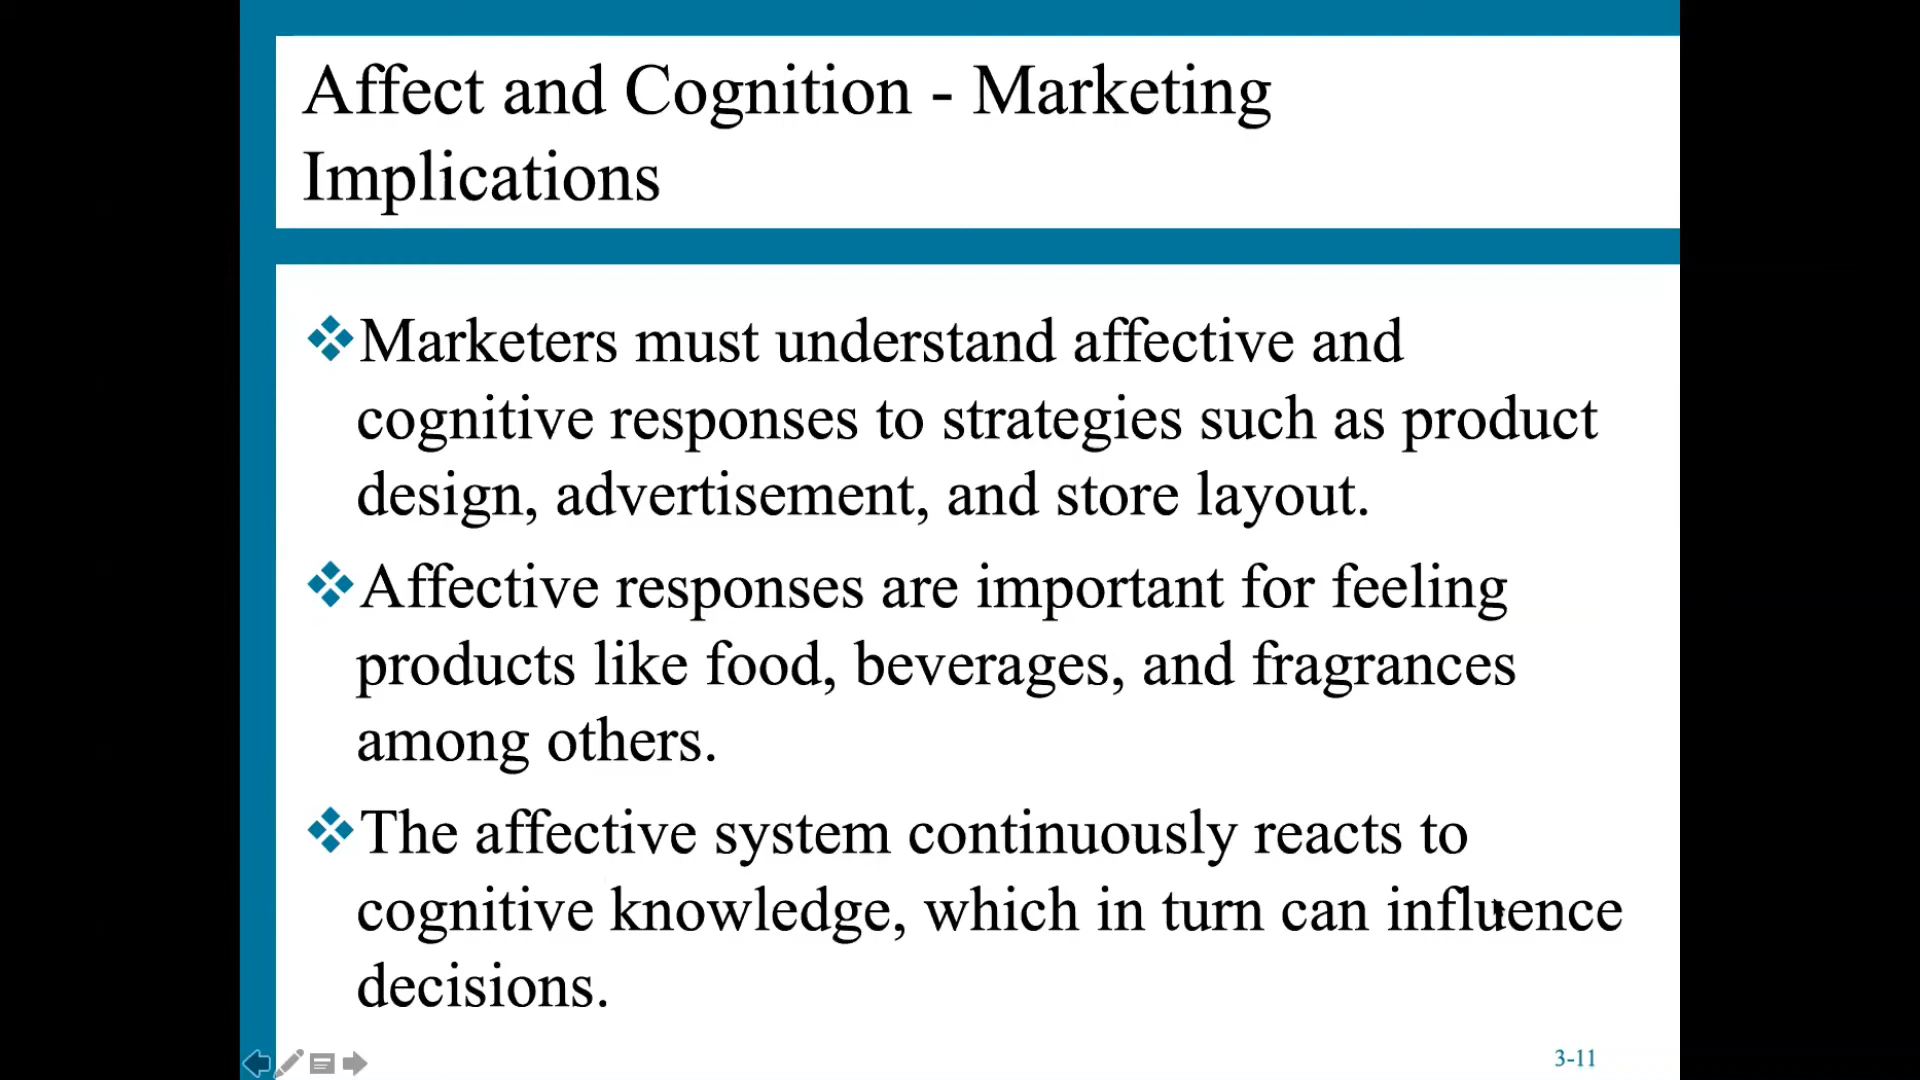 Affect and Cognition - Marketing
Implications
Marketers must understand affective and
cognitive responses to strategies such as product
design, advertisement, and store layout.
Affective responses are important for feeling
products like food, beverages, and fragrances
among others.
The affective system continuously reacts to
cognitive knowledge, which in turn can influence
decisions.
3-11